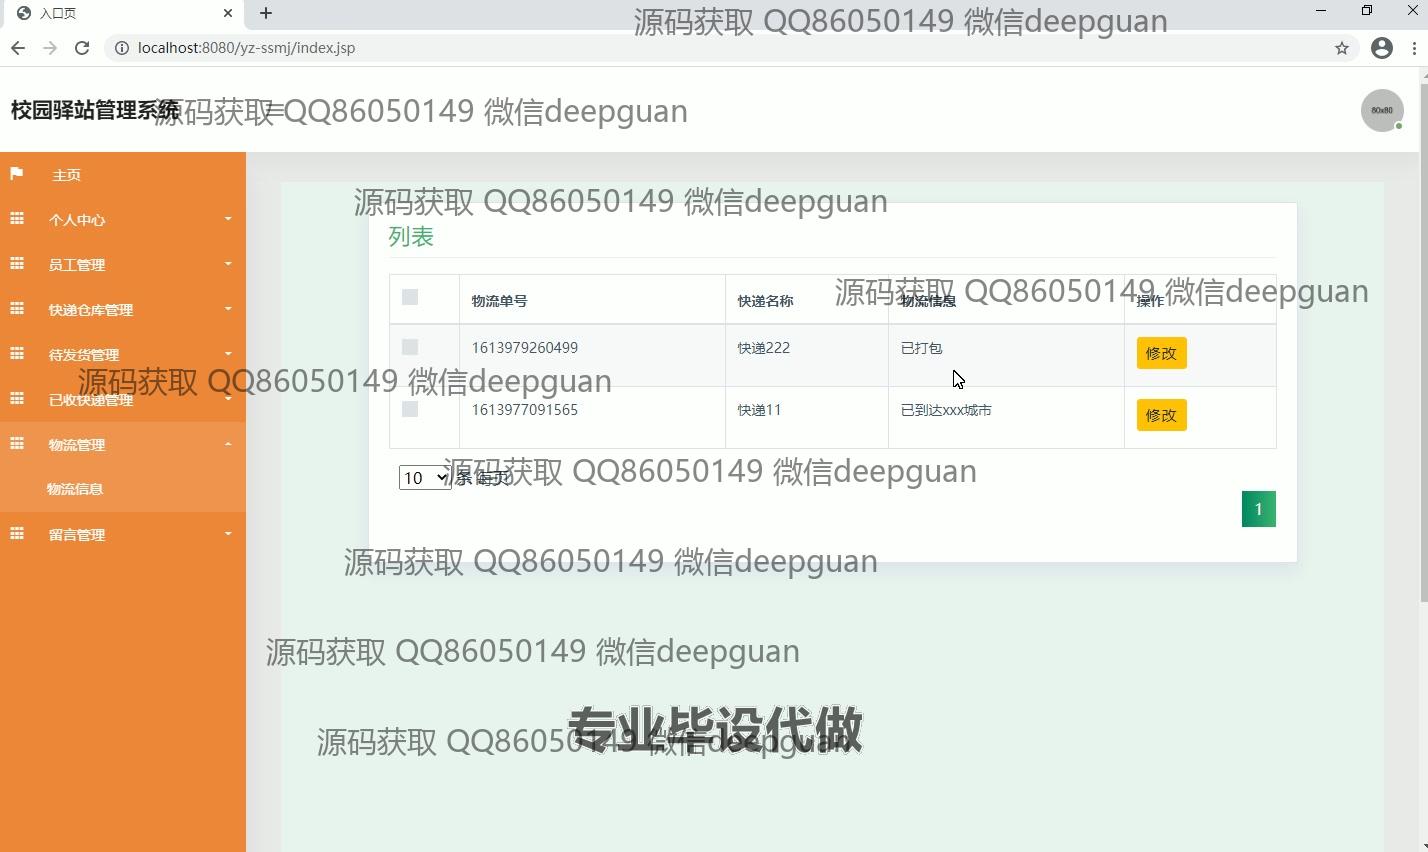 入口页
源码获取 QQ86050149 微信deepguan
localhost:8080/yz-ssmj/index.jsp
校园驿站管理系统
源码获取 QQ86050149 微信deepguan
80x80
主页
源码获取 QQ86050149 微信deepguan
个人中心
列表
员工管理
源码获取 QQ86050149 微信deepguan
物流单号 快递名称 物流信息 操作
快递仓库管理
1613979260499 快递222 已打包 修改
待发货管理
源码获取 QQ86050149 微信deepguan
已收快递管理
1613977091565 快递11 已到达xxx城市 修改
物流管理
源码获取 QQ86050149 微信deepguan
10 条 每页
物流信息
1
留言管理
源码获取 QQ86050149 微信deepguan
源码获取 QQ86050149 微信deepguan
专业毕设代做
源码获取 QQ86050149 微信deepguan